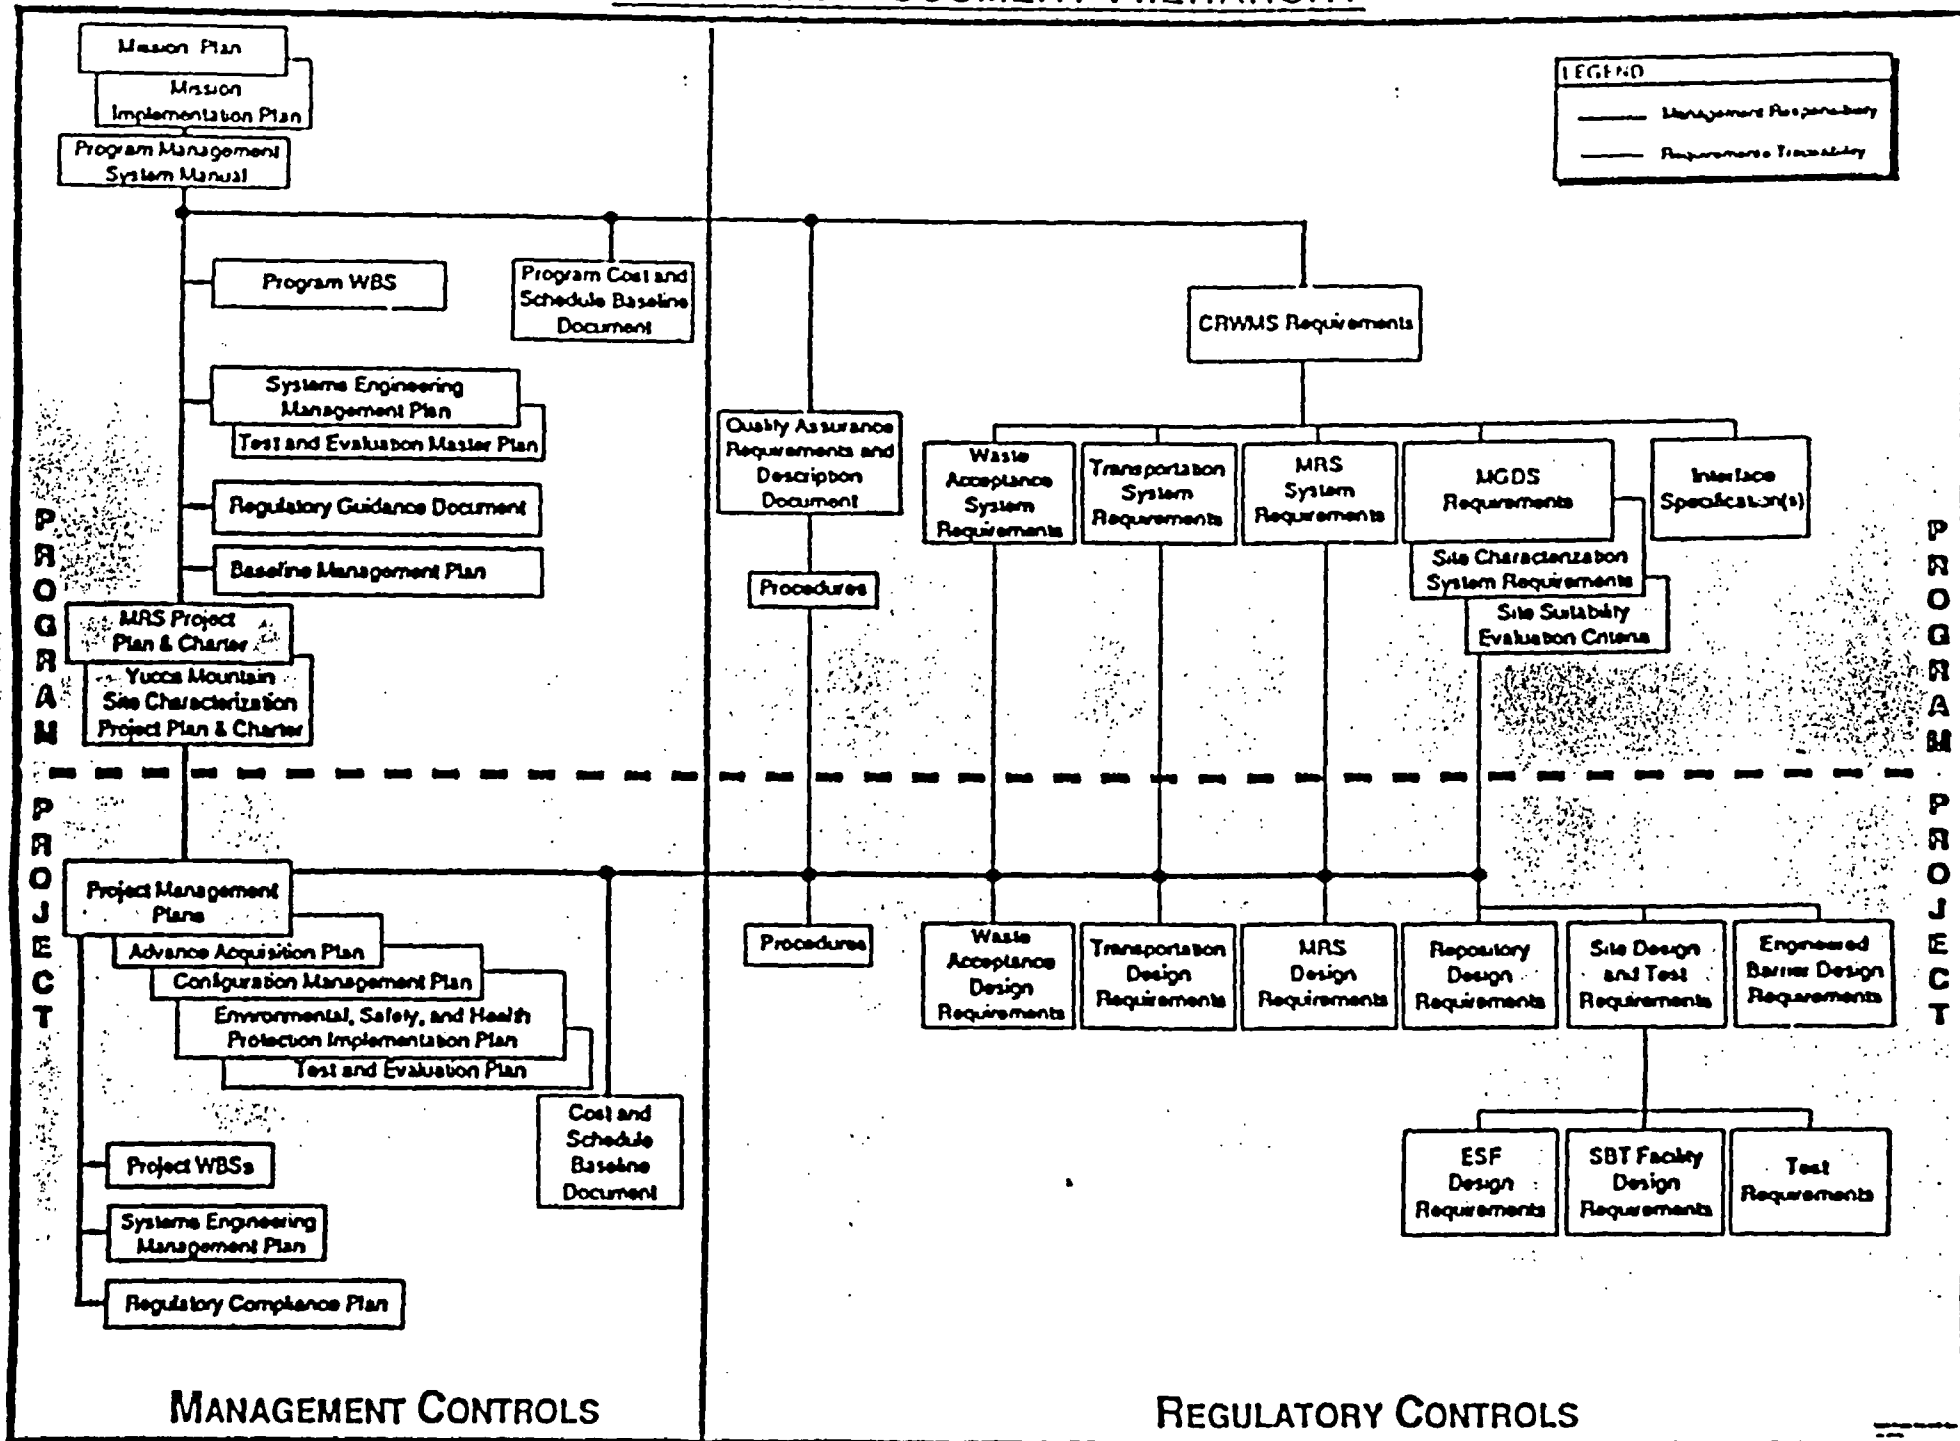 Mission Plan
Mission
Implementation Plan
Program Management
System Manual
LEGEND
Management Responsibility
Requirements Traceability
Program WBS
Program Cost and
Schedule Baseline
Document
CRWMS Requirements
Systems Engineering
Management Plan
Test and Evaluation Master Plan
Regulatory Guidance Document
Baseline Management Plan
MRS Project
Plan & Charter
Yucca Mountain
Site Characterization
Project Plan & Charter
Quality Assurance
Requirements and
Description
Document
Procedures
Waste
Acceptance
System
Requirements
Transportation
System
Requirements
MRS
System
Requirements
MGDS
Requirements
Site Characterization
System Requirements
Site Suitability
Evaluation Criteria
Interface
Specification(s)
PROGRAM
PROGRAM
PROJECT
PROJECT
Project Management
Plans
Advance Acquisition Plan
Configuration Management Plan
Environmental, Safety, and Health
Protection Implementation Plan
Test and Evaluation Plan
Project WBSs
Systems Engineering
Management Plan
Regulatory Compliance Plan
Cost and
Schedule
Baseline
Document
Procedures
Waste
Acceptance
Design
Requirements
Transportation
Design
Requirements
MRS
Design
Requirements
Repository
Design
Requirements
Site Design
and Test
Requirements
Engineered
Barrier Design
Requirements
ESF
Design
Requirements
SBT Facility
Design
Requirements
Test
Requirements
MANAGEMENT CONTROLS
REGULATORY CONTROLS